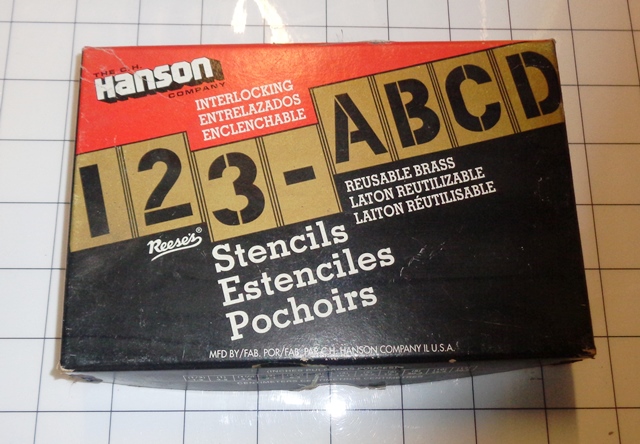 THE C.H.
Hanson
COMPANY
INTERLOCKING
ENTRELAZADOS
ENCLENCHABLE
123-ABCD
REUSABLE BRASS
LATON REUTILIZABLE
LAITON RÉUTILISABLE
Reese's®
Stencils
Estenciles
Pochoirs
MFD BY/FAB. POR/FAB. PAR C.H. HANSON COMPANY IL U.S.A.